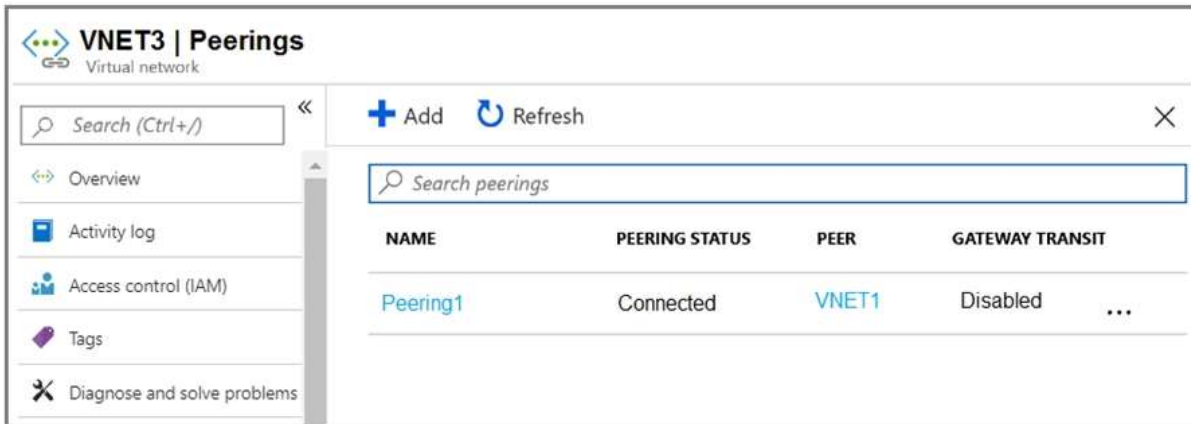 VNET3 | Peerings
Virtual network
Search (Ctrl+/)
«
Overview
Activity log
Access control (IAM)
Tags
Diagnose and solve problems
Add Refresh
Search peerings
NAME PEERING STATUS PEER GATEWAY TRANSIT
Peering1 Connected VNET1 Disabled ...